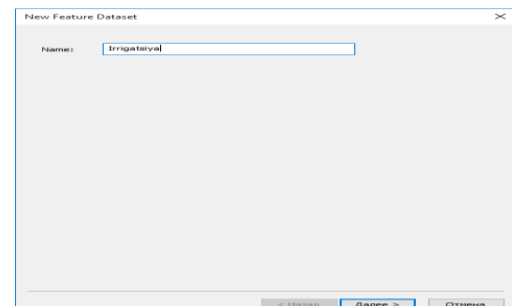 New Feature Dataset
Name: Irrigatsiya
< Назад Далее > Отмена